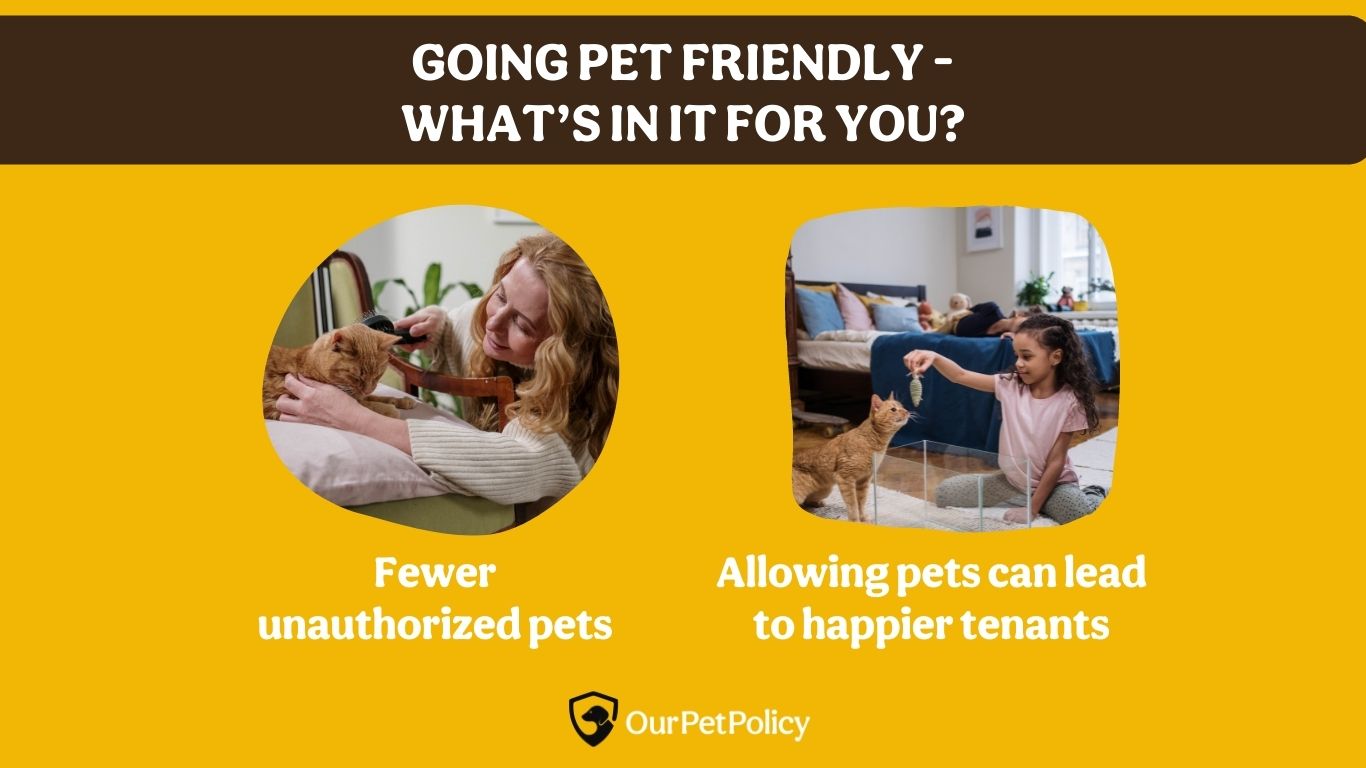 GOING PET FRIENDLY -
WHAT'S IN IT FOR YOU?
Fewer
unauthorized pets
Allowing pets can lead
to happier tenants
OurPetPolicy